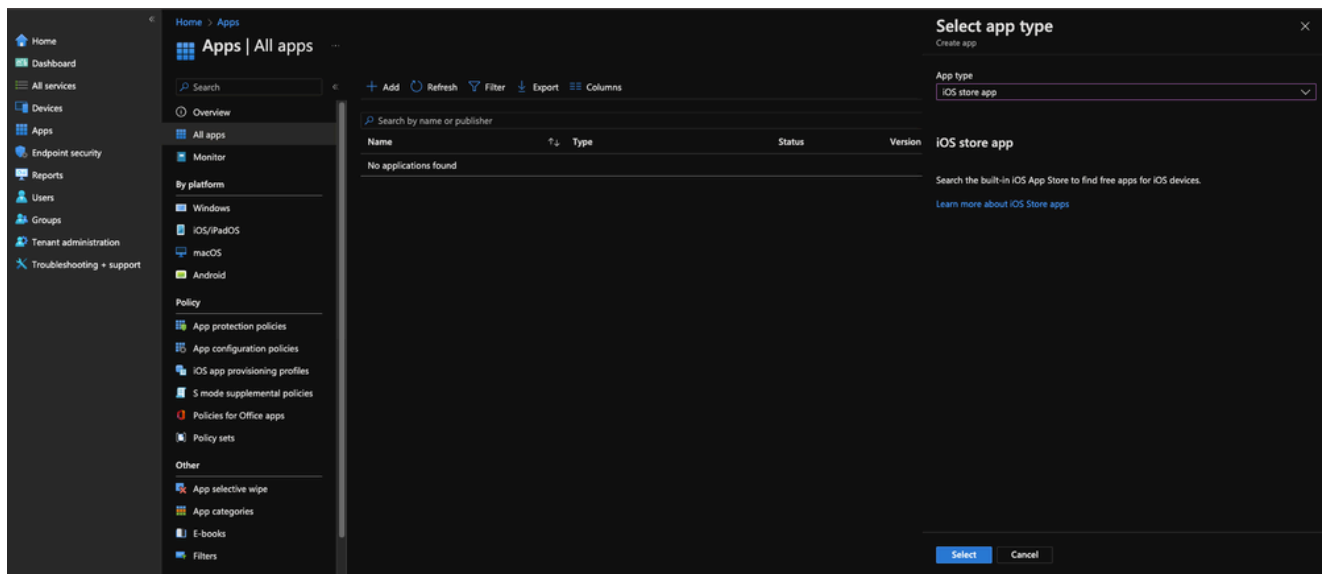 Home
Dashboard
All services
Devices
Apps
Endpoint security
Reports
Users
Groups
Tenant administration
Troubleshooting + support
Home > Apps
Apps | All apps
Search
Overview
All apps
Monitor
By platform
Windows
iOS/iPadOS
macOS
Android
Policy
App protection policies
App configuration policies
iOS app provisioning profiles
S mode supplemental policies
Policies for Office apps
Policy sets
Other
App selective wipe
App categories
E-books
Filters
Add Refresh Filter Export Columns
Search by name or publisher
Name Type Status Version
No applications found
Select app type
Create app
App type
iOS store app
iOS store app
Search the built-in iOS App Store to find free apps for iOS devices.
Learn more about iOS Store apps
Select Cancel